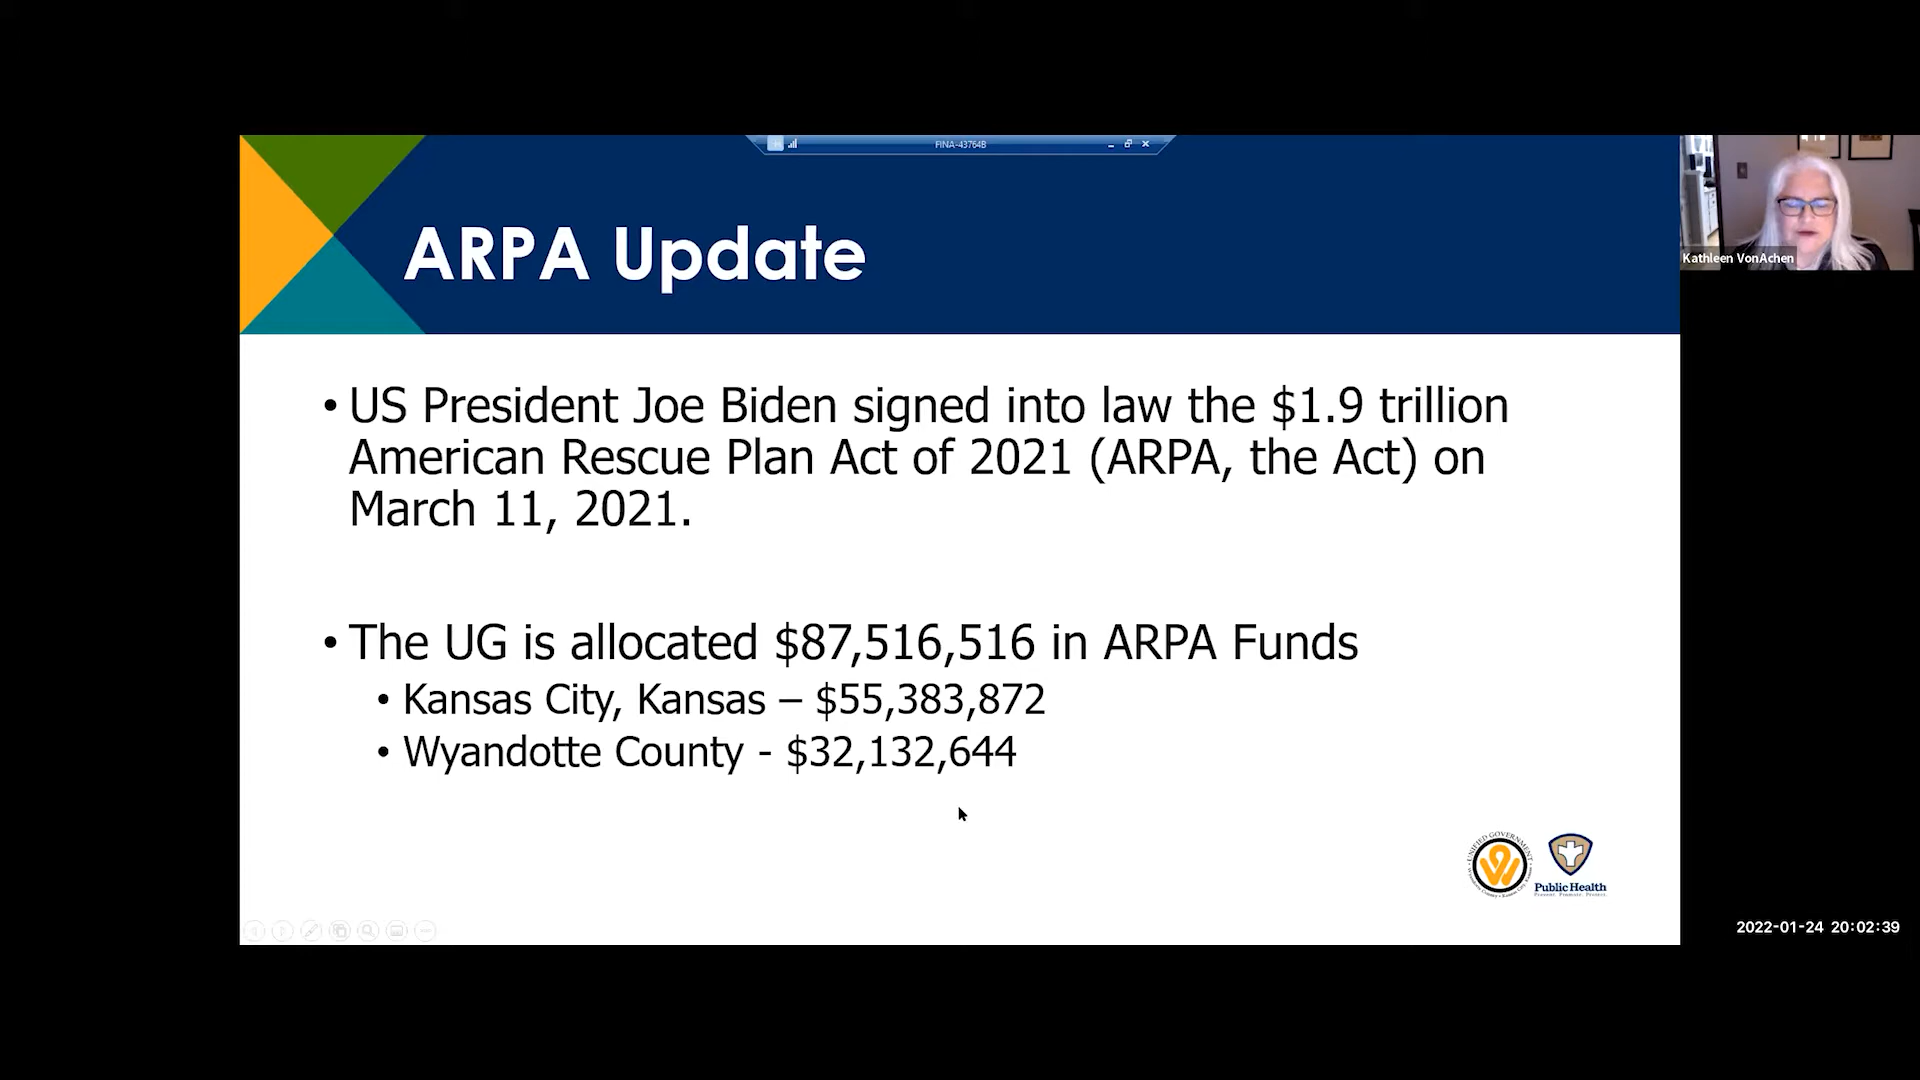 FINA-43764B
ARPA Update
Kathleen VonAchen
• US President Joe Biden signed into law the $1.9 trillion
American Rescue Plan Act of 2021 (ARPA, the Act) on
March 11, 2021.
• The UG is allocated $87,516,516 in ARPA Funds
• Kansas City, Kansas – $55,383,872
• Wyandotte County - $32,132,644
UNIFIED GOVERNMENT
Public Health
Prevent. Promote. Protect.
2022-01-24 20:02:39